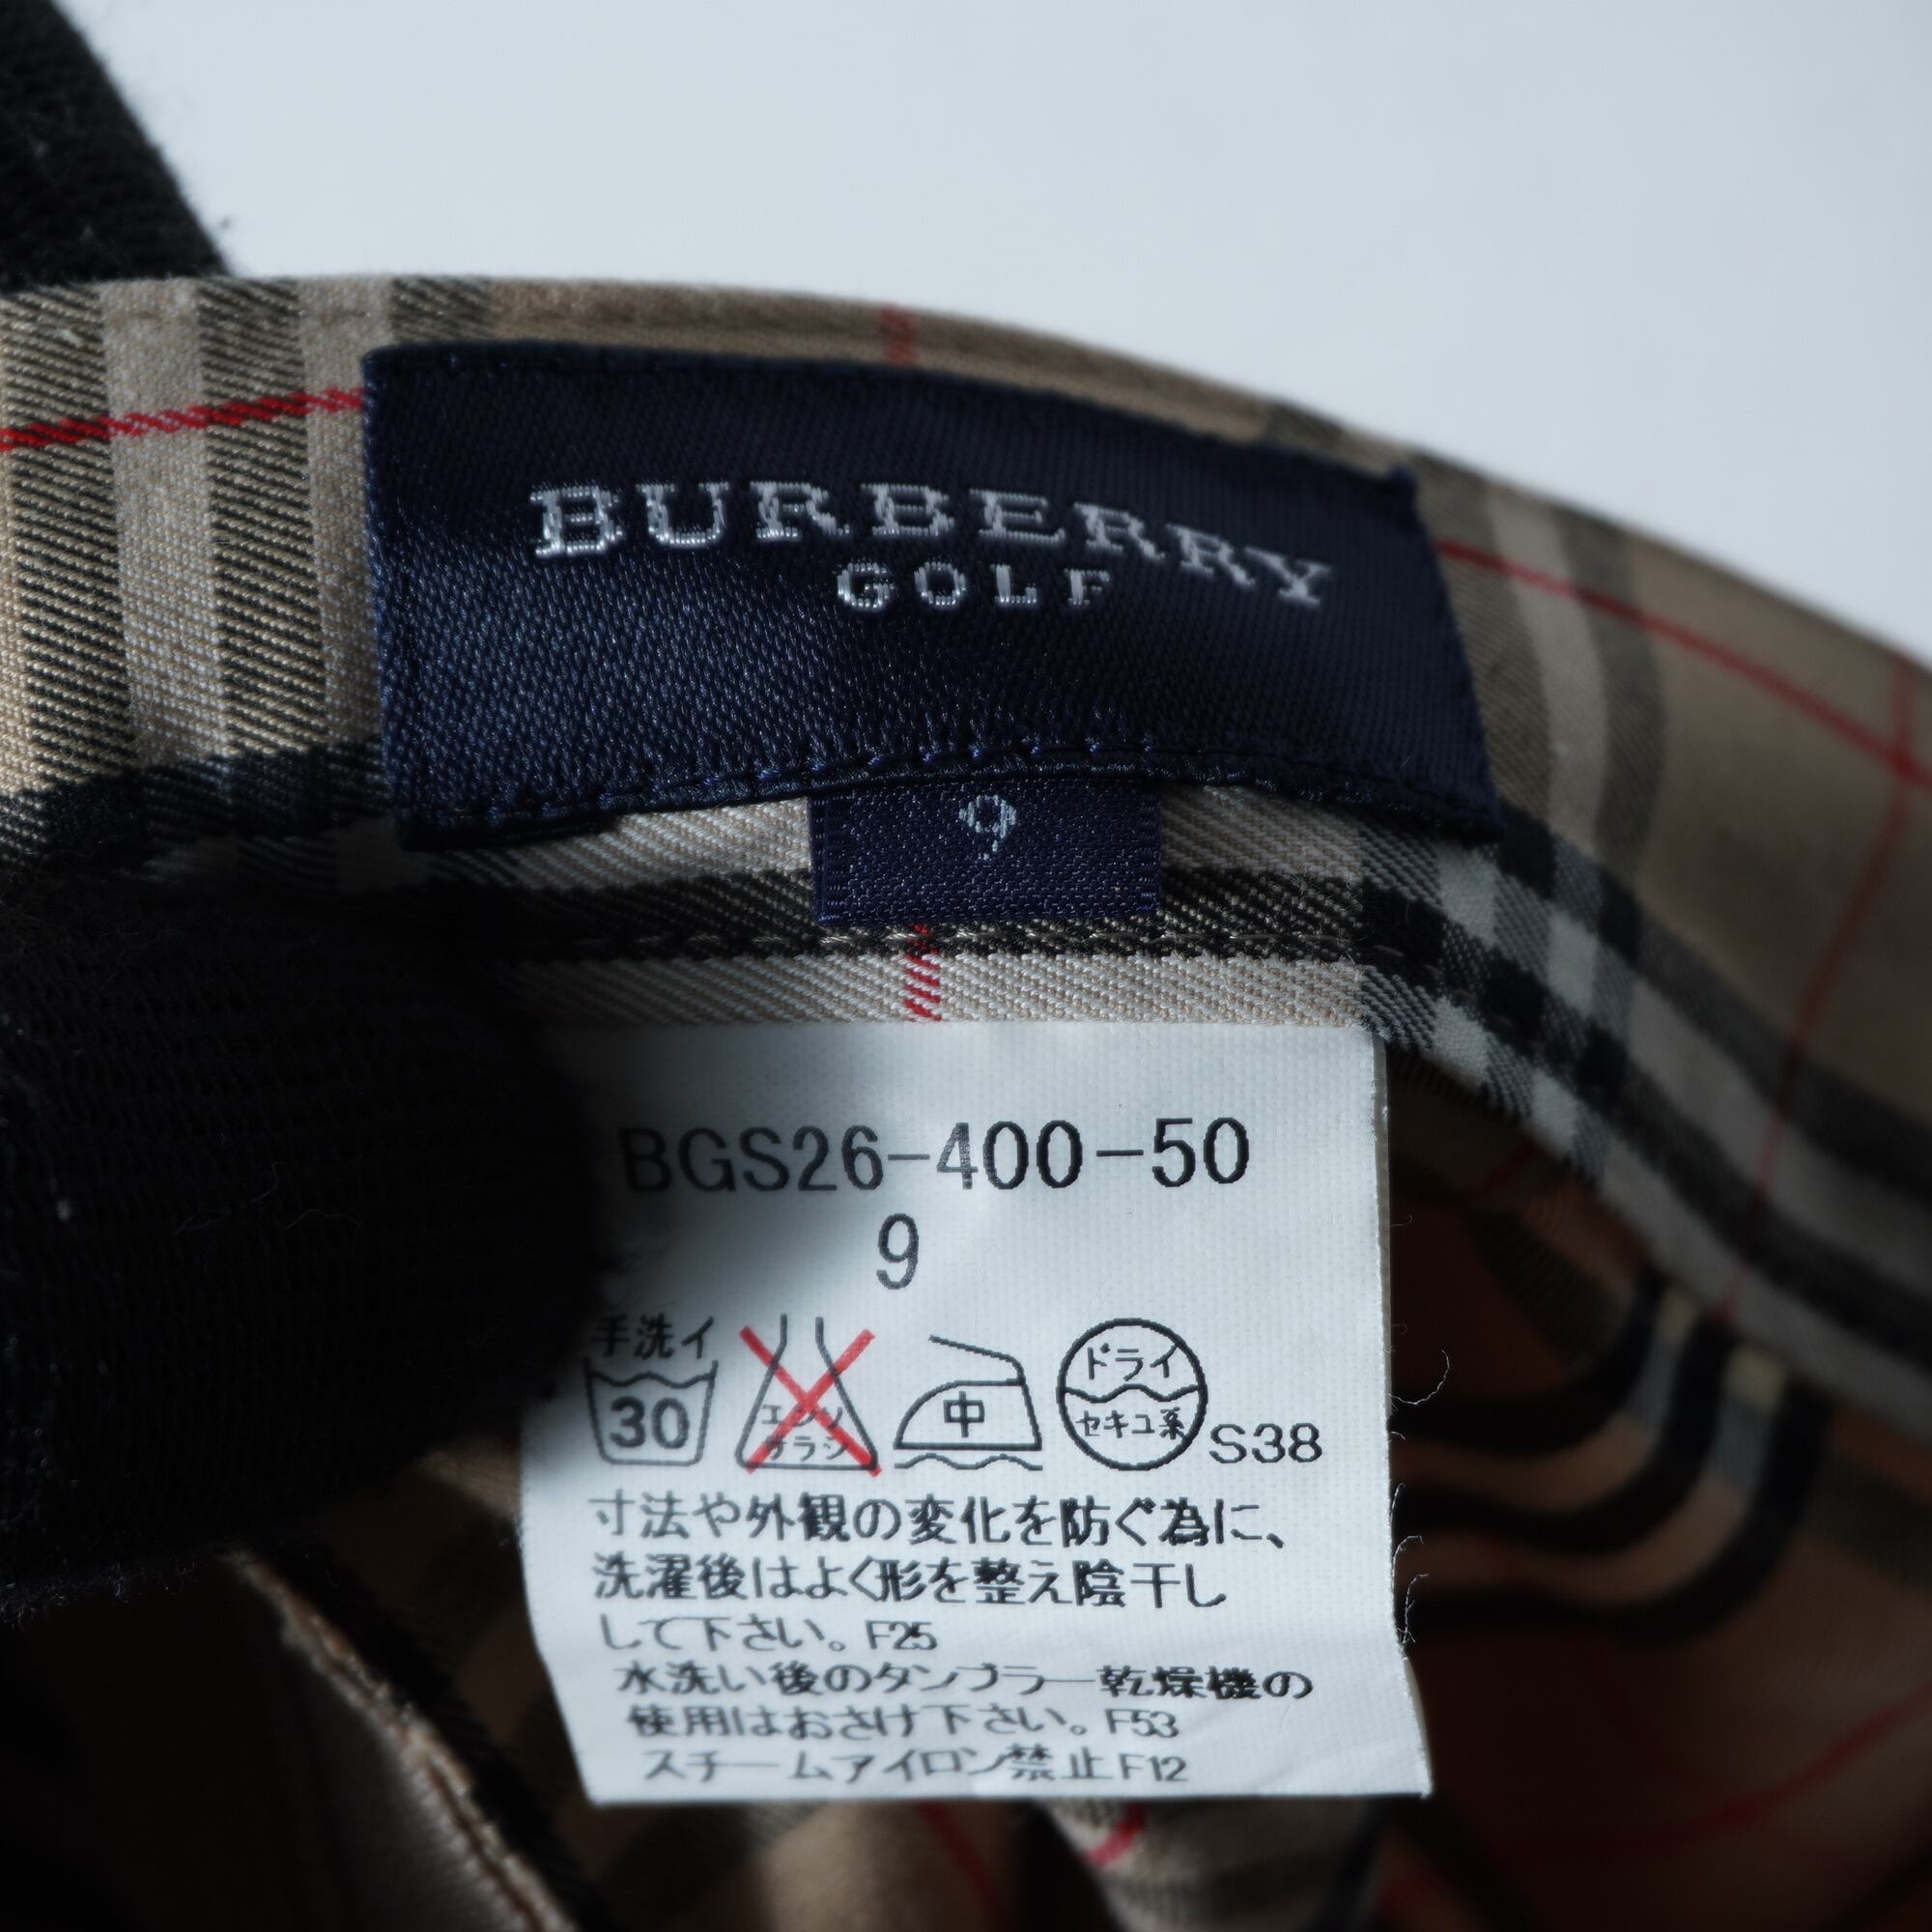 BURBERRY
GOLF
9
BGS26-400-50
9
手洗イ
30
エンソ
サラシ
中
ドライ
セキユ系
S38
寸法や外観の変化を防ぐ為に、
洗濯後はよく形を整え陰干し
して下さい。F25
水洗い後のタンブラー乾燥機の
使用はおさけ下さい。F53
スチームアイロン禁止F12